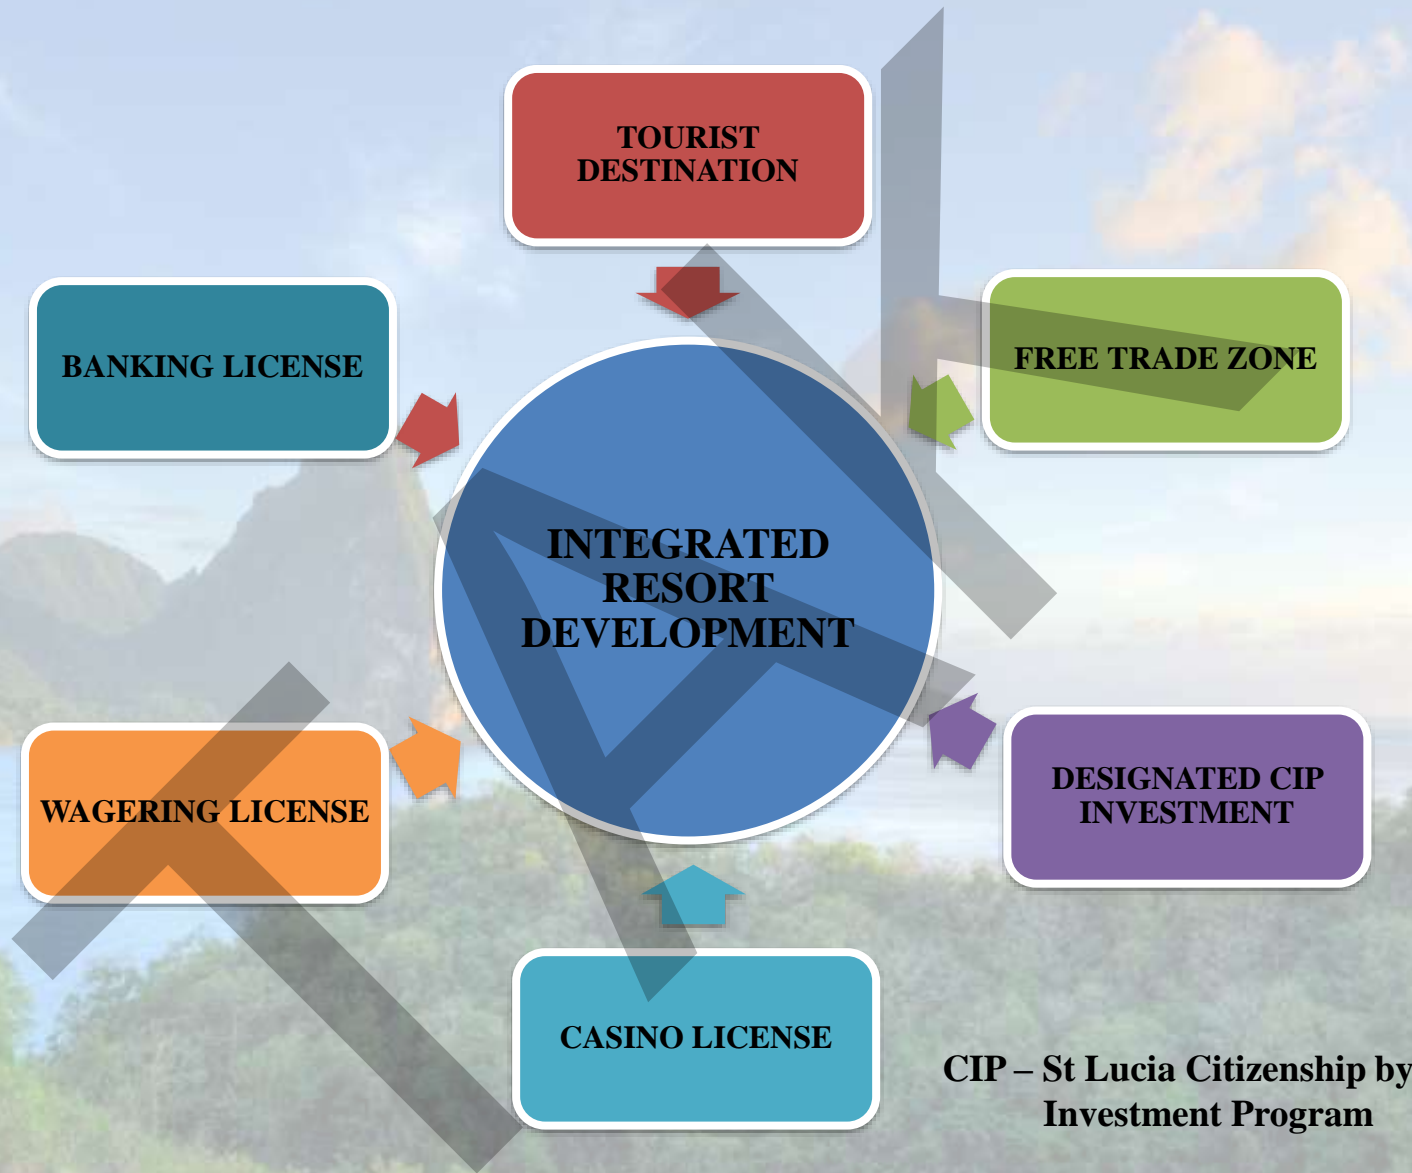 TOURIST
DESTINATION
BANKING LICENSE
FREE TRADE ZONE
INTEGRATED
RESORT
DEVELOPMENT
WAGERING LICENSE
DESIGNATED CIP
INVESTMENT
CASINO LICENSE
CIP – St Lucia Citizenship by
Investment Program